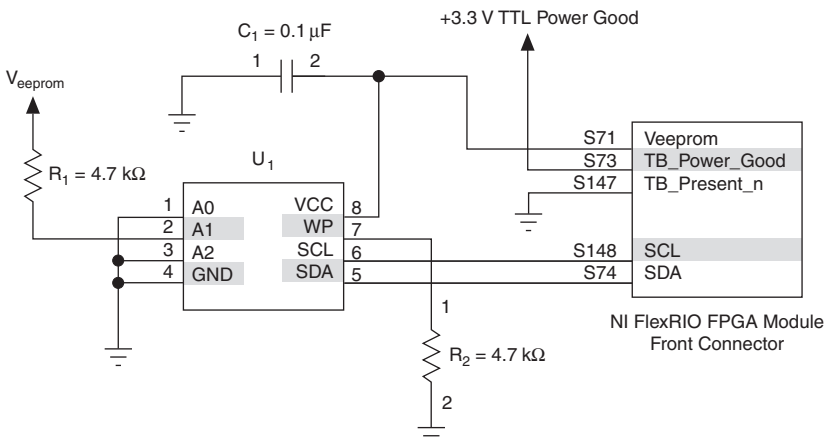 +3.3 V TTL Power Good
C1 = 0.1 μF
1 2
Veeprom
R1 = 4.7 kΩ
U1
1 A0 VCC 8
2 A1 WP 7
3 A2 SCL 6
4 GND SDA 5
1
R2 = 4.7 kΩ
2
S71 Veeprom
S73 TB_Power_Good
S147 TB_Present_n
S148 SCL
S74 SDA
NI FlexRIO FPGA Module
Front Connector